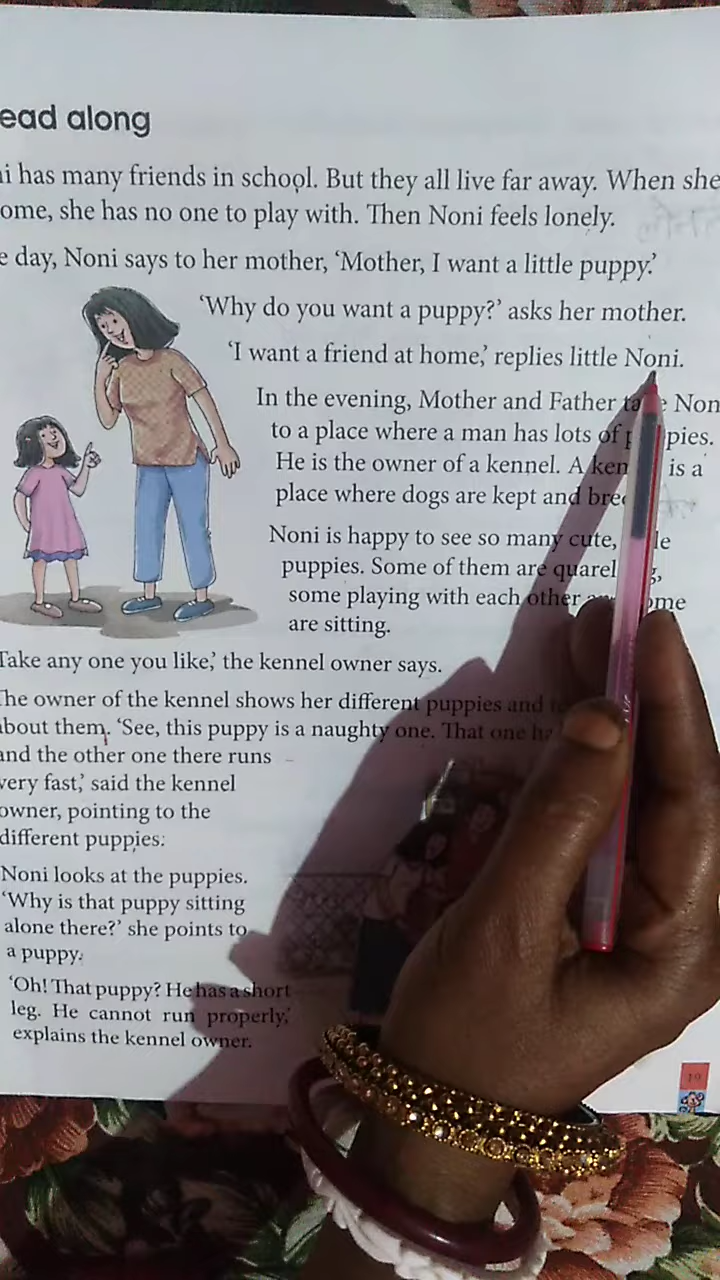 ead along
i has many friends in school. But they all live far away. When she
ome, she has no one to play with. Then Noni feels lonely.
e day, Noni says to her mother, ‘Mother, I want a little puppy.’
‘Why do you want a puppy?’ asks her mother.
‘I want a friend at home,’ replies little Noni.
In the evening, Mother and Father Non
to a place where a man has lots of pies.
He is the owner of a kennel. A ken is a
place where dogs are kept and bre
Noni is happy to see so many cute, le
puppies. Some of them are quarel g,
some playing with each other ome
are sitting.
Take any one you like,’ the kennel owner says.
The owner of the kennel shows her different puppies and
about them. ‘See, this puppy is a naughty one. That one ha
and the other one there runs
very fast,’ said the kennel
owner, pointing to the
different puppies.
Noni looks at the puppies.
‘Why is that puppy sitting
alone there?’ she points to
a puppy.
‘Oh! That puppy? He has a short
leg. He cannot run properly,’
explains the kennel owner.
19